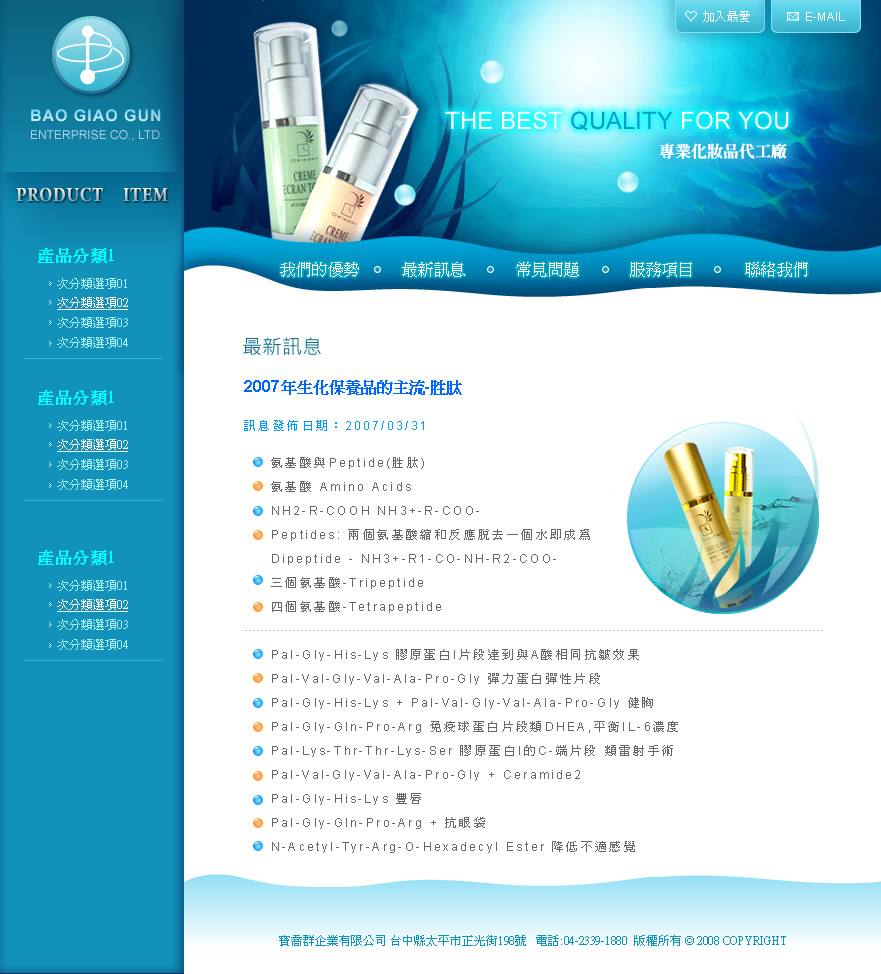 加入最愛
E-MAIL
BAO GIAO GUN
ENTERPRISE CO., LTD.
THE BEST QUALITY FOR YOU
專業化妝品代工廠
CREME
ECRAN T
CREME
PRODUCT ITEM
我們的優勢
最新訊息
常見問題
服務項目
聯絡我們
產品分類1
次分類選項01
次分類選項02
次分類選項03
次分類選項04
產品分類1
次分類選項01
次分類選項02
次分類選項03
次分類選項04
產品分類1
次分類選項01
次分類選項02
次分類選項03
次分類選項04
最新訊息
2007年生化保養品的主流-胜肽
訊息發佈日期：2007/03/31
氨基酸與Peptide(胜肽)
氨基酸 Amino Acids
NH2-R-COOH NH3+-R-COO-
Peptides: 兩個氨基酸縮和反應脫去一個水即成爲
Dipeptide - NH3+-R1-CO-NH-R2-COO-
三個氨基酸-Tripeptide
四個氨基酸-Tetrapeptide
Pal-Gly-His-Lys 膠原蛋白I片段達到與A酸相同抗皺效果
Pal-Val-Gly-Val-Ala-Pro-Gly 彈力蛋白彈性片段
Pal-Gly-His-Lys + Pal-Val-Gly-Val-Ala-Pro-Gly 健胸
Pal-Gly-Gln-Pro-Arg 免疫球蛋白片段類DHEA,平衡IL-6濃度
Pal-Lys-Thr-Thr-Lys-Ser 膠原蛋白I的C-端片段 類雷射手術
Pal-Val-Gly-Val-Ala-Pro-Gly + Ceramide2
Pal-Gly-His-Lys 豐唇
Pal-Gly-Gln-Pro-Arg + 抗眼袋
N-Acetyl-Tyr-Arg-O-Hexadecyl Ester 降低不適感覺
寶喬群企業有限公司 台中縣太平市正光街198號 電話:04-2339-1880 版權所有 © 2008 COPYRIGHT